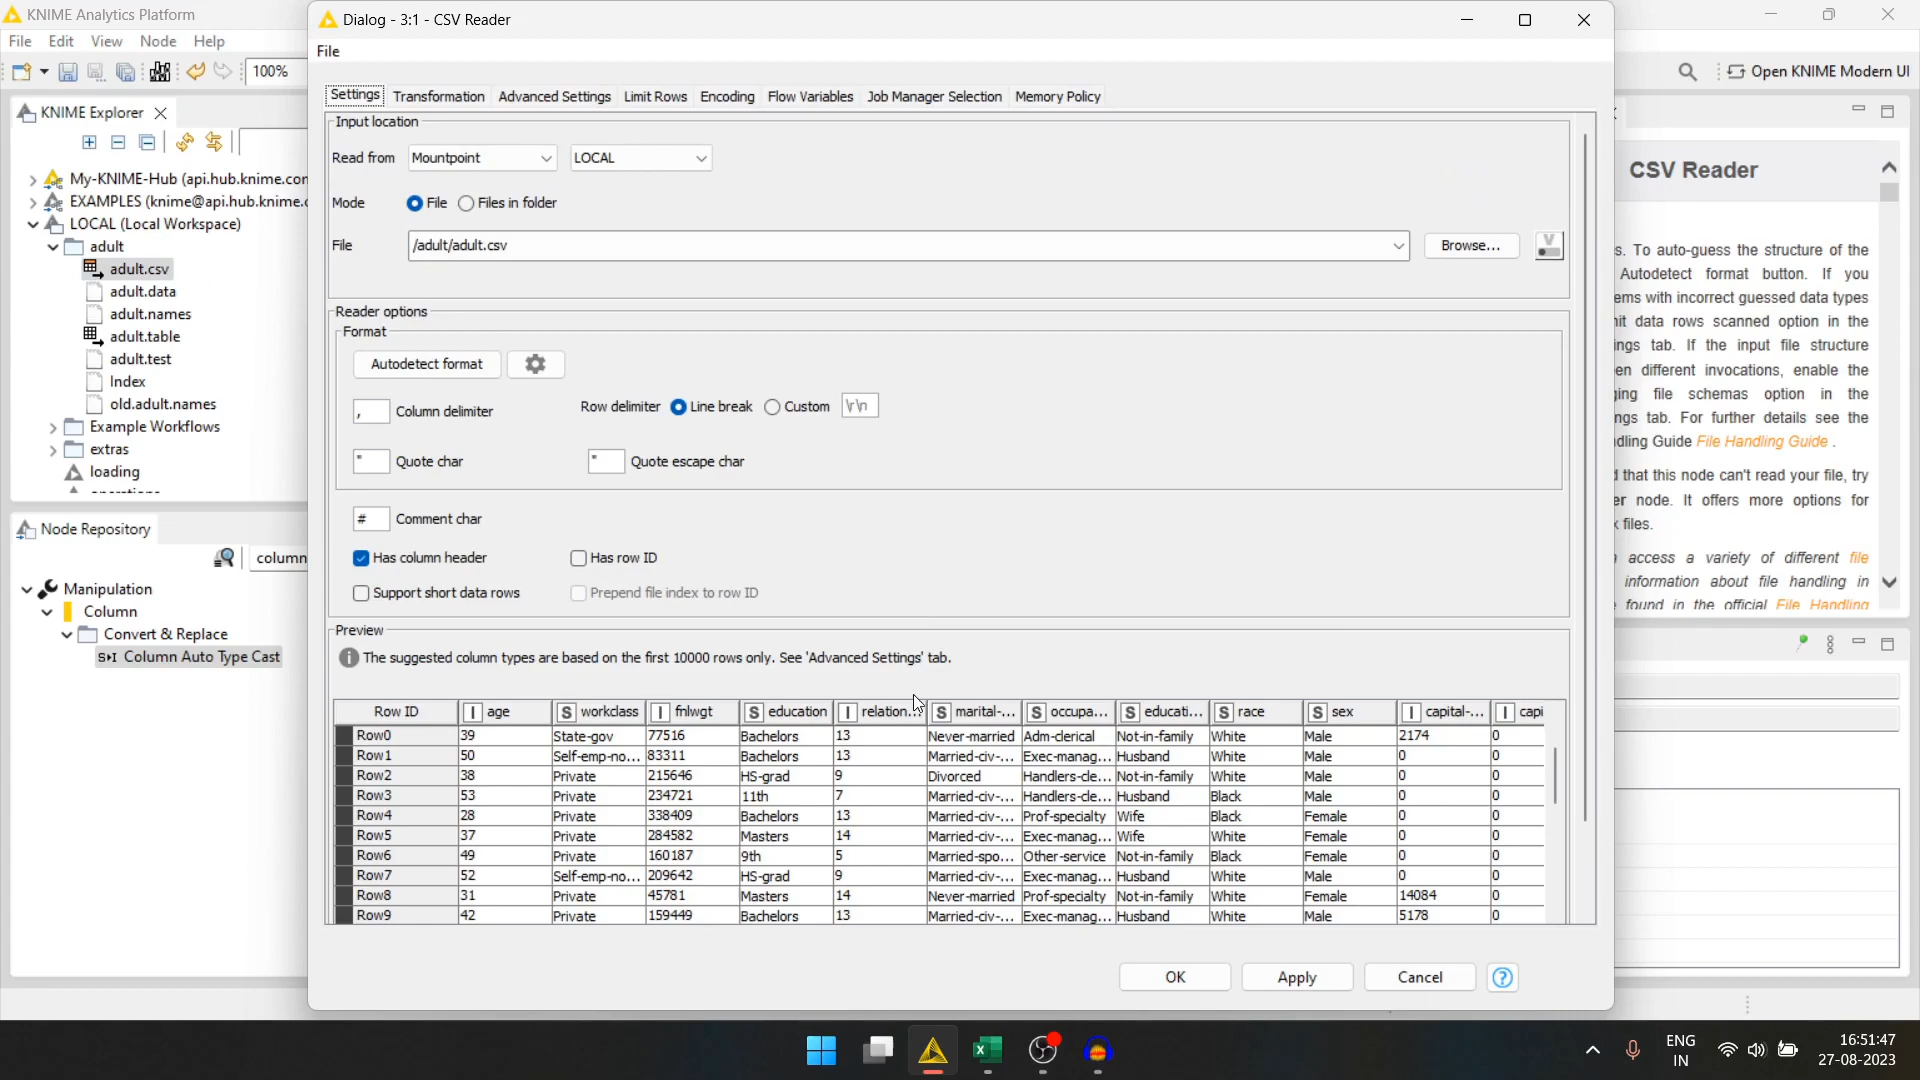 KNIME Analytics Platform
File Edit View Node Help
100%
Open KNIME Modern UI
KNIME Explorer
My-KNIME-Hub (api.hub.knime.con
EXAMPLES (knime@api.hub.knime.c
LOCAL (Local Workspace)
adult
adult.csv
adult.data
adult.names
adult.table
adult.test
Index
old.adult.names
Example Workflows
extras
loading
Node Repository
column
Manipulation
Column
Convert & Replace
S▸I Column Auto Type Cast
Dialog - 3:1 - CSV Reader
File
Settings Transformation Advanced Settings Limit Rows Encoding Flow Variables Job Manager Selection Memory Policy
Input location
Read from Mountpoint LOCAL
Mode File Files in folder
File /adult/adult.csv Browse... V
Reader options
Format
Autodetect format
, Column delimiter Row delimiter Line break Custom \r\n
" Quote char " Quote escape char
# Comment char
Has column header Has row ID
Support short data rows Prepend file index to row ID
Preview
The suggested column types are based on the first 10000 rows only. See 'Advanced Settings' tab.
Row ID I age S workclass I fnlwgt S education I relation... S marital-... S occupa... S educati... S race S sex I capital-... I capi
Row0 39 State-gov 77516 Bachelors 13 Never-married Adm-clerical Not-in-family White Male 2174 0
Row1 50 Self-emp-no... 83311 Bachelors 13 Married-civ-... Exec-manag... Husband White Male 0 0
Row2 38 Private 215646 HS-grad 9 Divorced Handlers-cle... Not-in-family White Male 0 0
Row3 53 Private 234721 11th 7 Married-civ-... Handlers-cle... Husband Black Male 0 0
Row4 28 Private 338409 Bachelors 13 Married-civ-... Prof-specialty Wife Black Female 0 0
Row5 37 Private 284582 Masters 14 Married-civ-... Exec-manag... Wife White Female 0 0
Row6 49 Private 160187 9th 5 Married-spo... Other-service Not-in-family Black Female 0 0
Row7 52 Self-emp-no... 209642 HS-grad 9 Married-civ-... Exec-manag... Husband White Male 0 0
Row8 31 Private 45781 Masters 14 Never-married Prof-specialty Not-in-family White Female 14084 0
Row9 42 Private 159449 Bachelors 13 Married-civ-... Exec-manag... Husband White Male 5178 0
OK Apply Cancel ?
CSV Reader
s. To auto-guess the structure of the
Autodetect format button. If you
ems with incorrect guessed data types
it data rows scanned option in the
ngs tab. If the input file structure
en different invocations, enable the
ging file schemas option in the
ngs tab. For further details see the
dling Guide File Handling Guide .
d that this node can't read your file, try
er node. It offers more options for
x files.
access a variety of different file
information about file handling in
found in the official File Handling
ENG
IN
16:51:47
27-08-2023